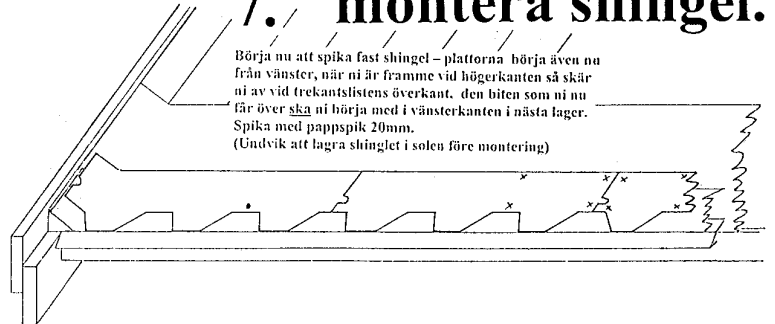 7. montera shingel.
Börja nu att spika fast shingel – plattorna börja även nu
från vänster, när ni är framme vid högerkanten så skär
ni av vid trekantslistens överkant. den biten som ni nu
får över ska ni börja med i vänsterkanten i nästa lager.
Spika med pappspik 20mm.
(Undvik att lagra shinglet i solen före montering)